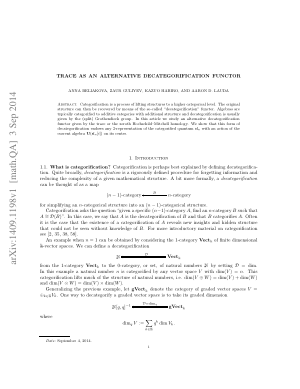 arXiv:1409.1198v1 [math.QA] 3 Sep 2014
TRACE AS AN ALTERNATIVE DECATEGORIFICATION FUNCTOR
ANNA BELIAKOVA, ZAUR GULIYEV, KAZUO HABIRO, AND AARON D. LAUDA
Abstract. Categorification is a process of lifting structures to a higher categorical level. The original
structure can then be recovered by means of the so-called "decategorification" functor. Algebras are
typically categorified to additive categories with additional structure and decategorification is usually
given by the (split) Grothendieck group. In this article we study an alternative decategorification
functor given by the trace or the zeroth Hochschild–Mitchell homology. We show that this form of
decategorification endows any 2-representation of the categorified quantum sl
with an action of the
current algebra
on its center.
1. Introduction
1.1. What is categorification? Categorification is perhaps best explained by defining decategorifica-
tion. Quite broadly, decategorification is a rigorously defined procedure for forgetting information and
reducing the complexity of a given mathematical structure. A bit more formally, a decategorification
can be thought of as a map
(n − 1)-category n-category
for simplifying an n-categorical structure into an (n − 1)-categorical structure.
Categorification asks the question "given a specific (n−1)-category A, find an n-category B such that
A ≅ D(B)". In this case, we say that A is the decategorification of B and that B categorifies A. Often
it is the case that the existence of a categorification of A reveals new insights and hidden structure
that could not be seen without knowledge of B. For more introductory material on categorification
see
An example when n = 1 can be obtained by considering the 1-category Vect of finite dimensional
k-vector spaces. We can define a decategorification
Vect
from the 1-category Vect to the 0-category, or set, of natural numbers by setting D = dim.
In this example a natural number n is categorified by any vector space V with dim(V) = n. This
categorification lifts much of the structure of natural numbers, i.e. dim(V ⊕ W) = dim(V) + dim(W)
and dim(V ⊗ W) = dim(V) × dim(W).
Generalizing the previous example, let gVect denote the category of graded vector spaces V =
One way to decategorify a graded vector space is to take its graded dimension
gVect
where
dim V := dim V
Date: September 4, 2014.
1